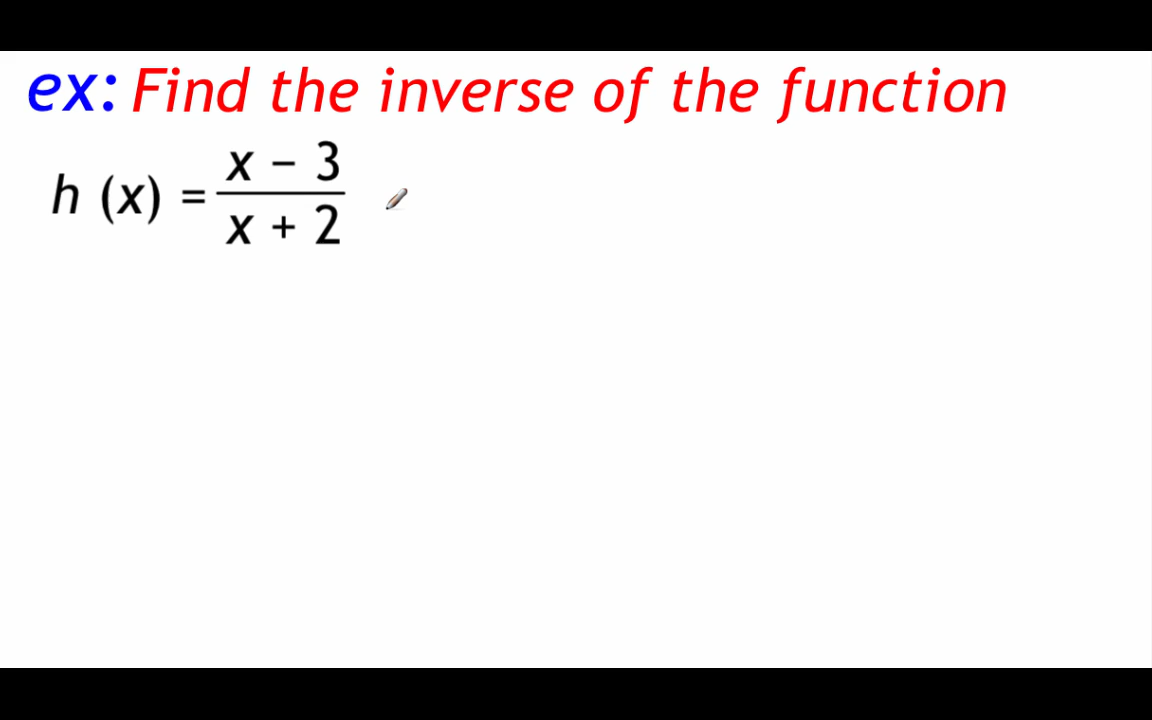 ex: Find the inverse of the function
h (x) = x – 3
x + 2